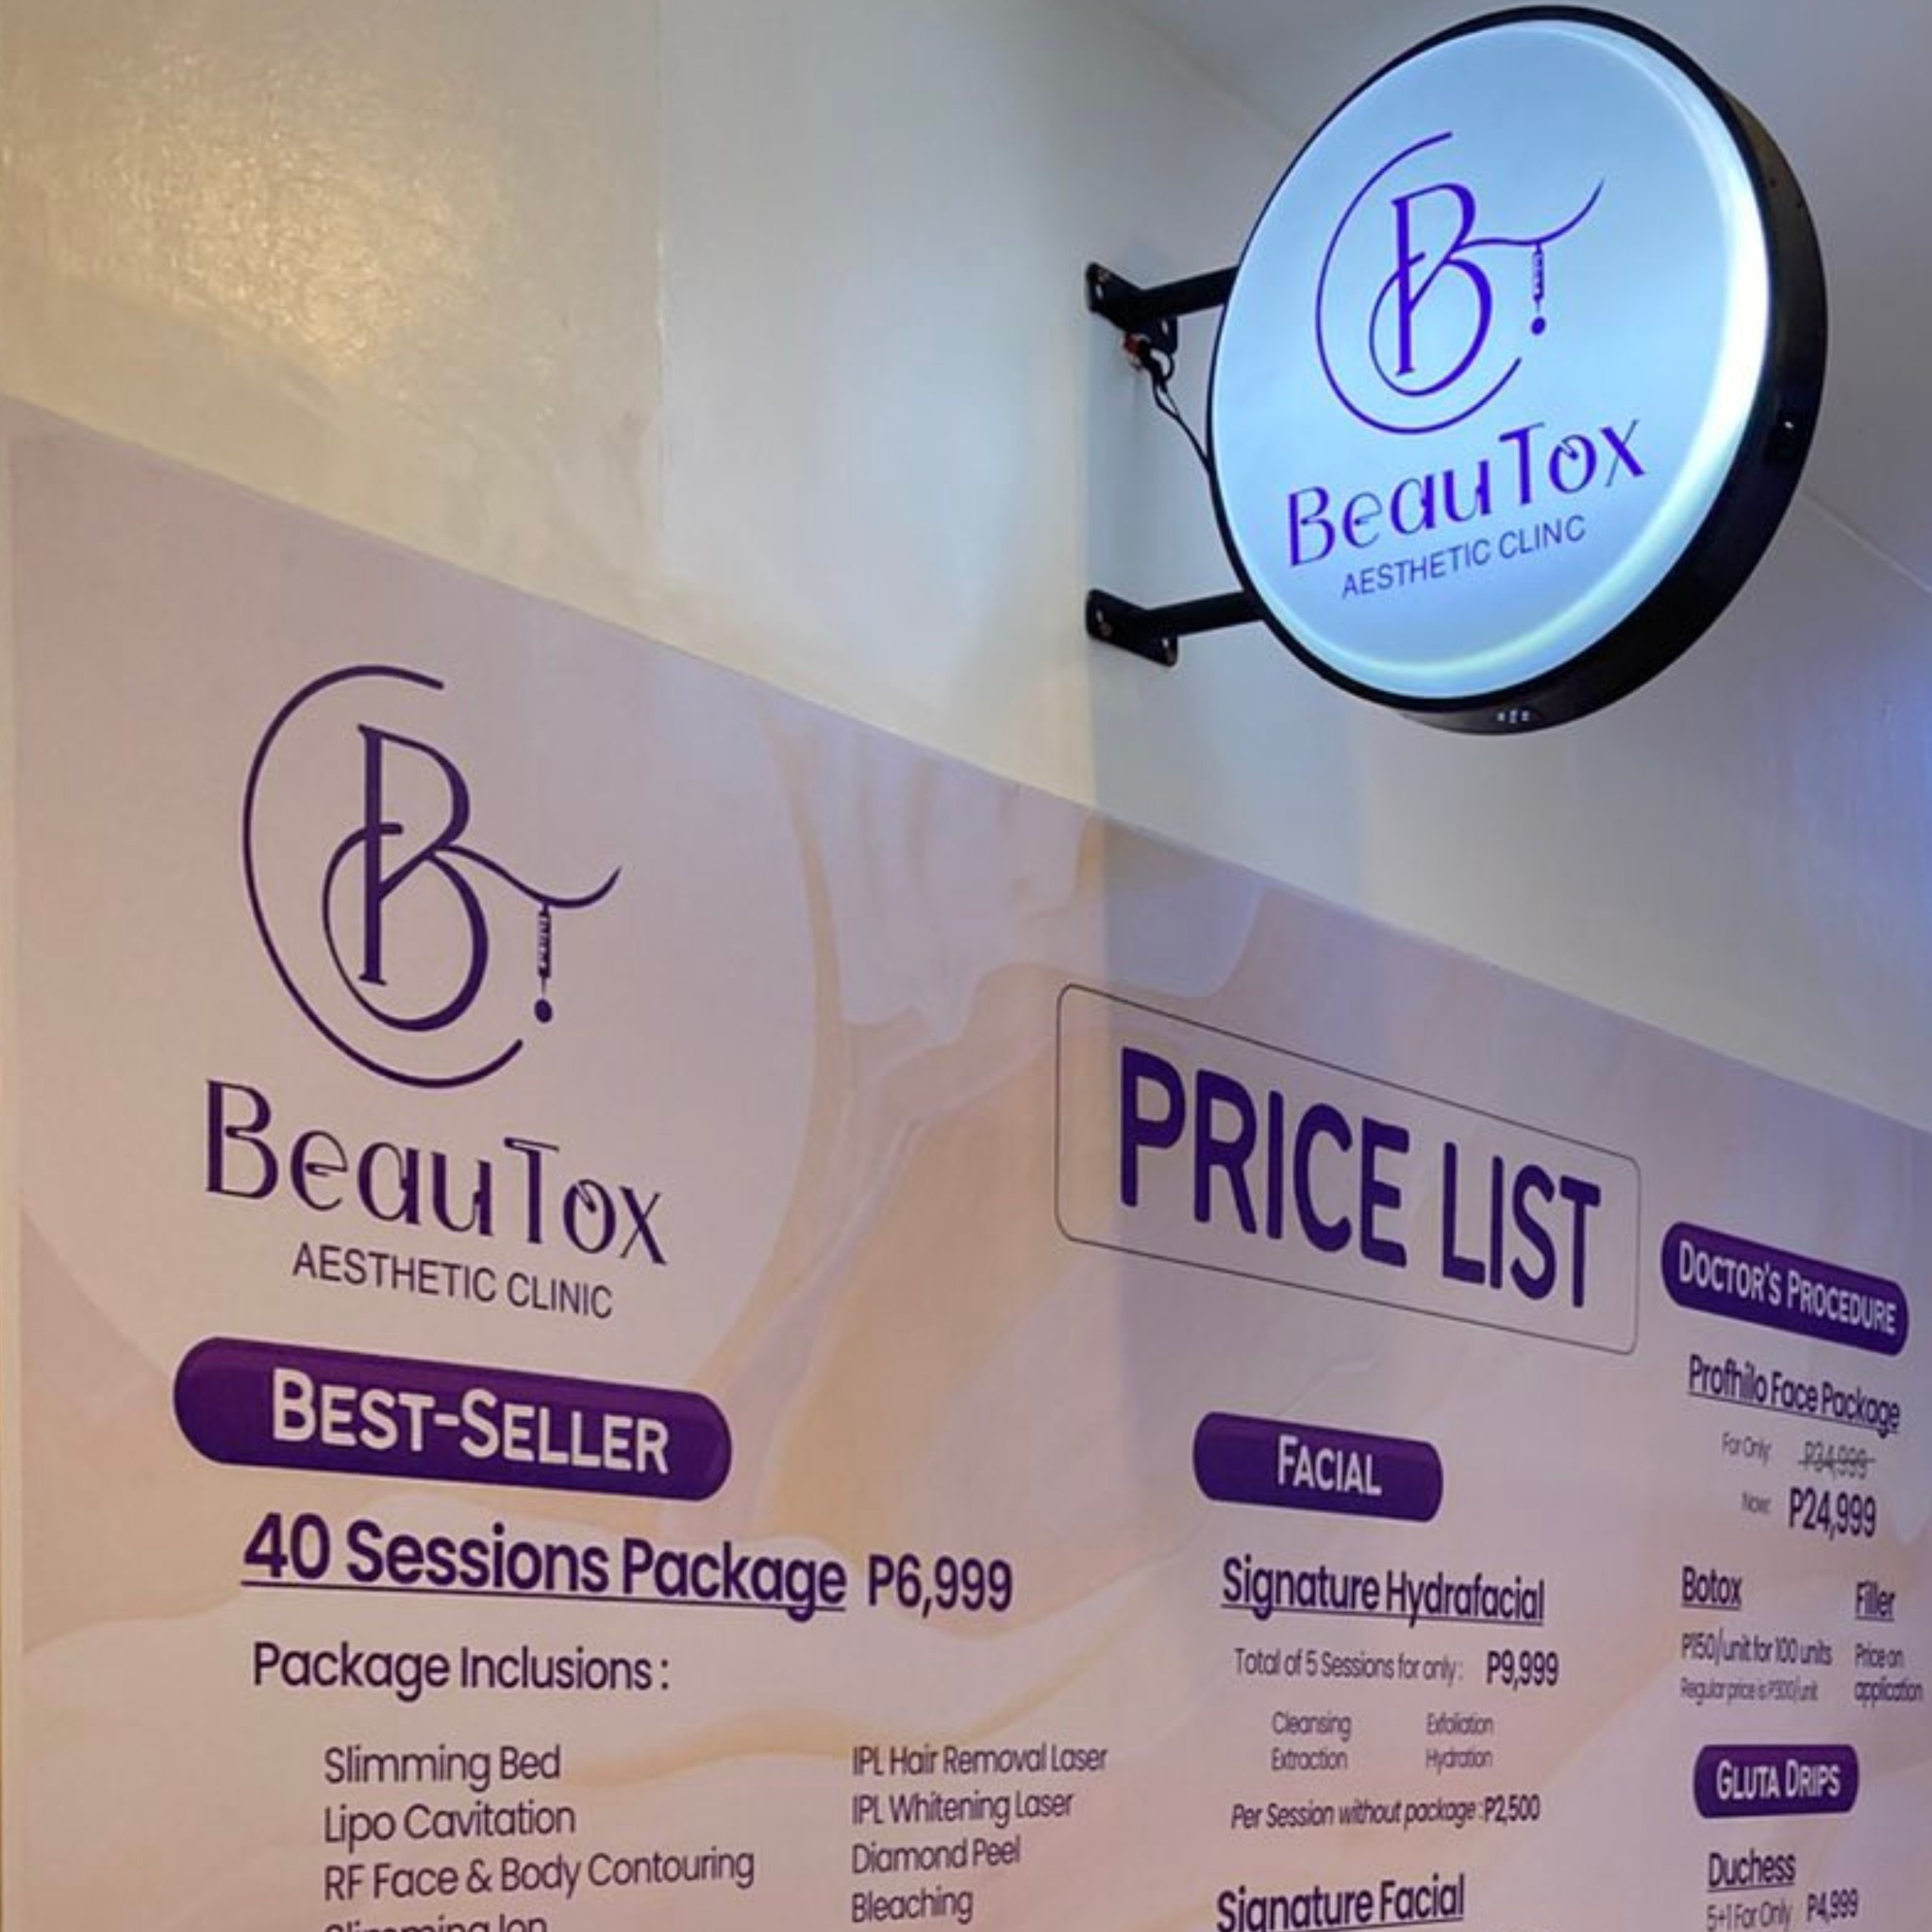 BeauTox
AESTHETIC CLINC
BeauTox
AESTHETIC CLINIC
PRICE LIST
BEST-SELLER
40 Sessions Package P6,999
Package Inclusions :
Slimming Bed
Lipo Cavitation
RF Face & Body Contouring
IPL Hair Removal Laser
IPL Whitening Laser
Diamond Peel
Bleaching
FACIAL
Signature Hydrafacial
Total of 5 Sessions for only : P9,999
Cleansing Exfoliation
Extraction Hydration
Per Session without package : P2,500
Signature Facial
DOCTOR'S PROCEDURE
Profhilo Face Package
For Only: P34,999
Now: P24,999
Botox
P150/unit for 100 units
Regular price is P300/unit
Filler
Price on
application
GLUTA DRIPS
Duchess
5+1 For Only P4,999